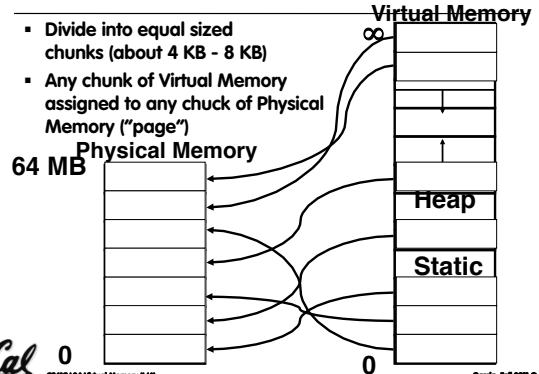 Virtual Memory
▪ Divide into equal sized
chunks (about 4 KB - 8 KB)
▪ Any chunk of Virtual Memory
assigned to any chuck of Physical
Memory ("page")
Physical Memory
64 MB
∞
Heap
Static
0
0
Cal